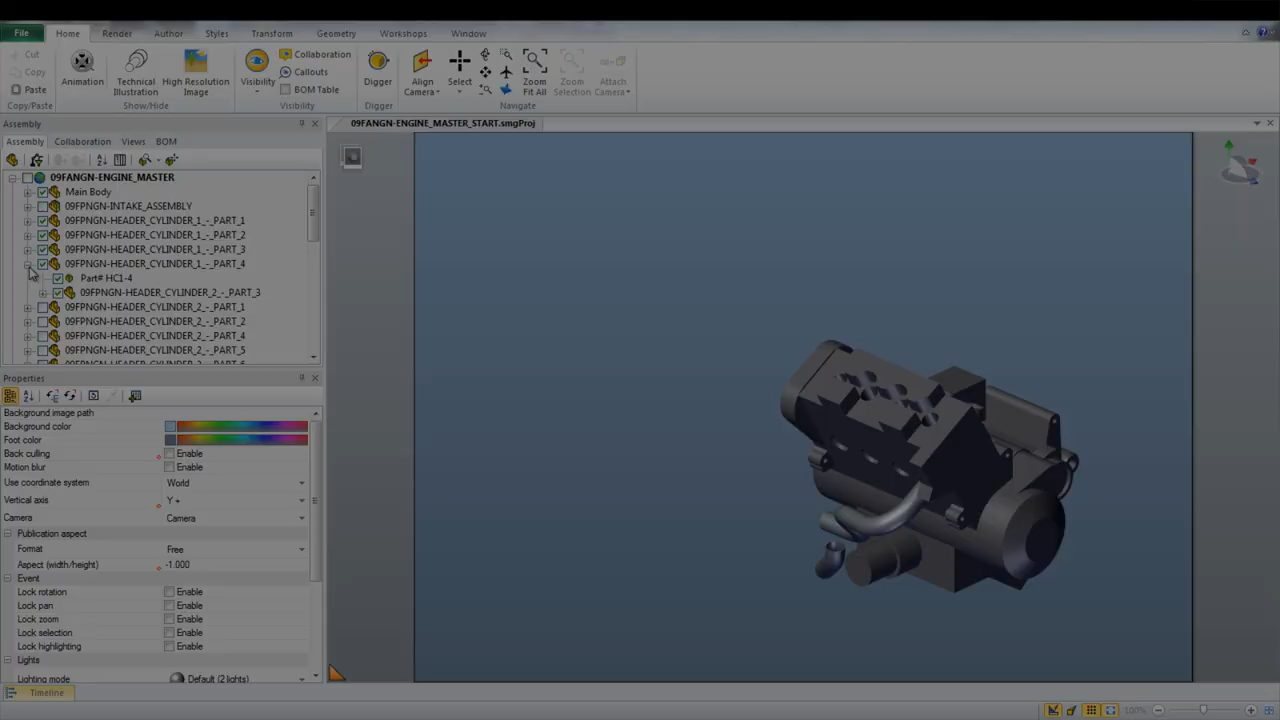 File Home Render Author Styles Transform Geometry Workshops Window
Cut
Copy
Paste
Copy/Paste
Animation
Technical Illustration
High Resolution Image
Show/Hide
Visibility
Collaboration
Callouts
BOM Table
Visibility
Digger
Digger
Align Camera
Select
Zoom Fit All
Zoom Selection
Attach Camera
Navigate
Assembly
09FANGN-ENGINE_MASTER_START.smgProj
Assembly Collaboration Views BOM
09FANGN-ENGINE_MASTER
Main Body
09FPNGN-INTAKE_ASSEMBLY
09FPNGN-HEADER_CYLINDER_1_-_PART_1
09FPNGN-HEADER_CYLINDER_1_-_PART_2
09FPNGN-HEADER_CYLINDER_1_-_PART_3
09FPNGN-HEADER_CYLINDER_1_-_PART_4
Part# HC1-4
09FPNGN-HEADER_CYLINDER_2_-_PART_3
09FPNGN-HEADER_CYLINDER_2_-_PART_1
09FPNGN-HEADER_CYLINDER_2_-_PART_2
09FPNGN-HEADER_CYLINDER_2_-_PART_4
09FPNGN-HEADER_CYLINDER_2_-_PART_5
Properties
Background image path
Background color
Foot color
Back culling Enable
Motion blur Enable
Use coordinate system World
Vertical axis Y +
Camera Camera
Publication aspect
Format Free
Aspect (width/height) -1.000
Event
Lock rotation Enable
Lock pan Enable
Lock zoom Enable
Lock selection Enable
Lock highlighting Enable
Lights
Lighting mode Default (2 lights)
Timeline
100%